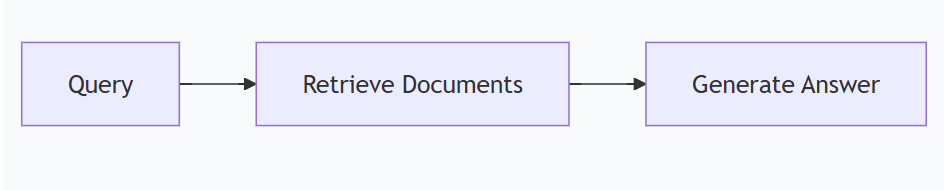 Query
Retrieve Documents
Generate Answer